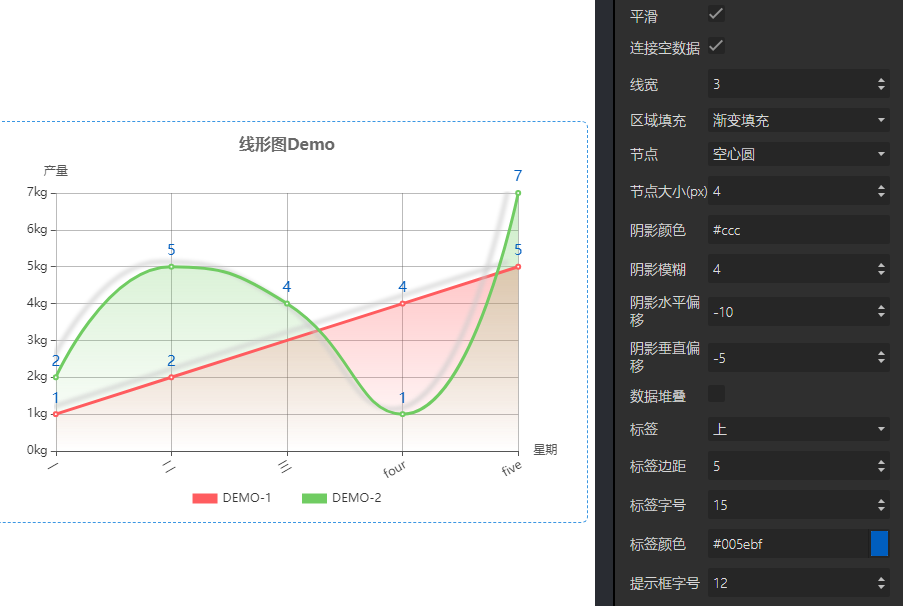 线形图Demo
产量
7kg
6kg
5kg
4kg
3kg
2kg
1kg
0kg
1
2
4
5
2
5
4
1
7
一
二
三
four
five
星期
DEMO-1
DEMO-2
平滑
连接空数据
线宽
3
区域填充
渐变填充
节点
空心圆
节点大小(px)
4
阴影颜色
#ccc
阴影模糊
4
阴影水平偏
移
-10
阴影垂直偏
移
-5
数据堆叠
标签
上
标签边距
5
标签字号
15
标签颜色
#005ebf
提示框字号
12